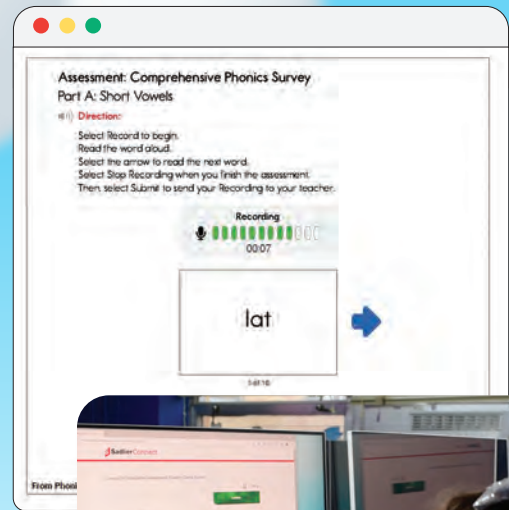 Assessment: Comprehensive Phonics Survey
Part A: Short Vowels
Direction:
Select Record to begin.
Read the word aloud.
Select the arrow to read the next word.
Select Stop Recording when you finish the assessment.
Then, select Submit to send your Recording to your teacher.
Recording
00:07
lat
1 of 10
Sadlier Connect
From